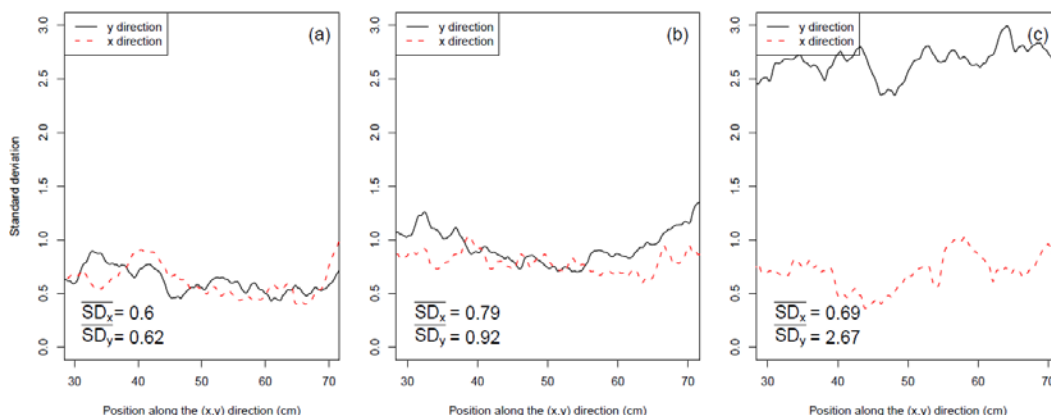 y direction
x direction
(a)
Standard deviation
3.0
2.5
2.0
1.5
1.0
0.5
0.0
SDx = 0.6
SDy = 0.62
30 40 50 60 70
Position along the (x,y) direction (cm)
y direction
x direction
(b)
3.0
2.5
2.0
1.5
1.0
0.5
0.0
SDx = 0.79
SDy = 0.92
30 40 50 60 70
Position along the (x,y) direction (cm)
y direction
x direction
(c)
3.0
2.5
2.0
1.5
1.0
0.5
0.0
SDx = 0.69
SDy = 2.67
30 40 50 60 70
Position along the (x,y) direction (cm)